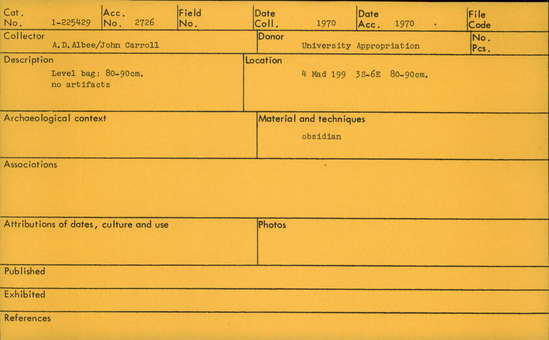 Cat. No. 1-225429 Acc. No. 2726 Field No. Date Coll. 1970 Date Acc. 1970 . File Code
Collector A.D.Albee/John Carroll Donor University Appropriation No. Pcs.
Description Location
Level bag: 80-90cm. 4 Mad 199 3S-6E 80-90cm.
no artifacts
Archaeological context Material and techniques
obsidian
Associations
Attributions of dates, culture and use Photos
Published
Exhibited
References